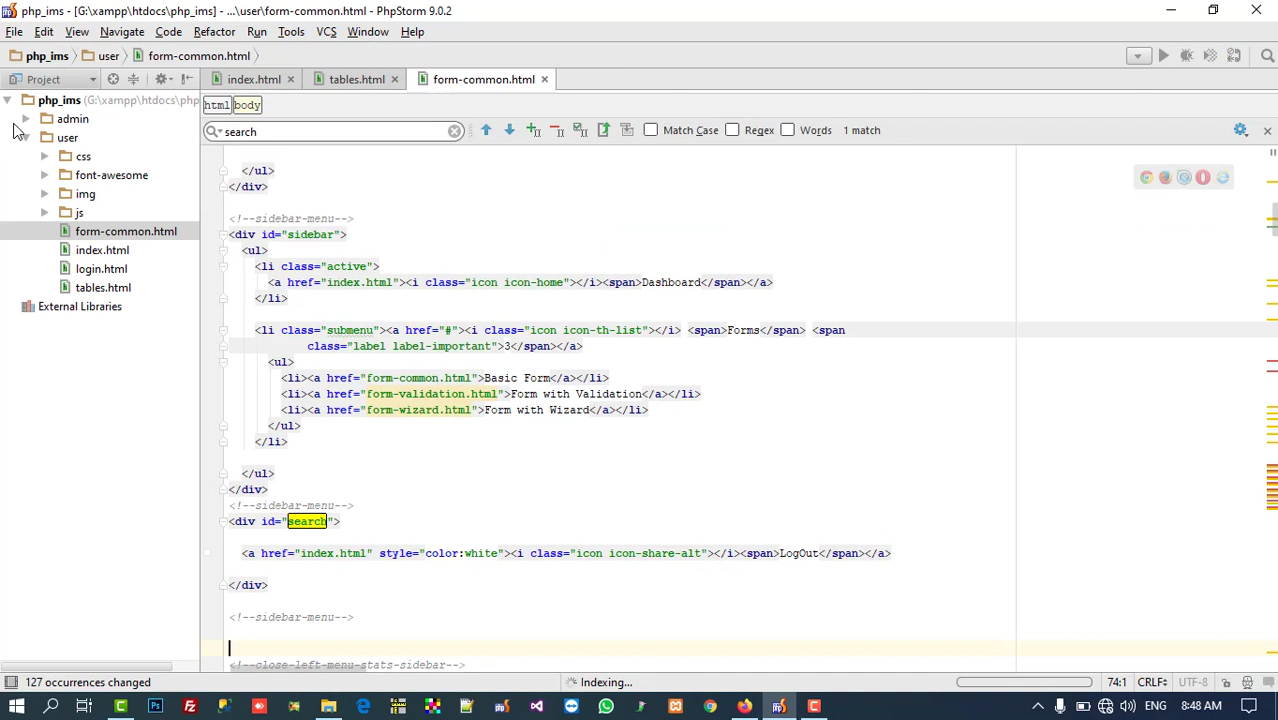 php_ims - [G:\xampp\htdocs\php_ims] - ...\user\form-common.html - PhpStorm 9.0.2
File Edit View Navigate Code Refactor Run Tools VCS Window Help
php_ims user form-common.html
Project index.html tables.html form-common.html
php_ims (G:\xampp\htdocs\php
admin
user
css
font-awesome
img
js
form-common.html
index.html
login.html
tables.html
External Libraries
html body
search Match Case Regex Words 1 match
</ul>
</div>
<!--sidebar-menu-->
<div id="sidebar">
<ul>
<li class="active">
<a href="index.html"><i class="icon icon-home"></i><span>Dashboard</span></a>
</li>
<li class="submenu"><a href="#"><i class="icon icon-th-list"></i> <span>Forms</span> <span
class="label label-important">3</span></a>
<ul>
<li><a href="form-common.html">Basic Form</a></li>
<li><a href="form-validation.html">Form with Validation</a></li>
<li><a href="form-wizard.html">Form with Wizard</a></li>
</ul>
</li>
</ul>
</div>
<!--sidebar-menu-->
<div id="search">
<a href="index.html" style="color:white"><i class="icon icon-share-alt"></i><span>LogOut</span></a>
</div>
<!--sidebar-menu-->
<!--close-left-menu-stats-sidebar-->
127 occurrences changed Indexing... 74:1 CRLF UTF-8
8:48 AM